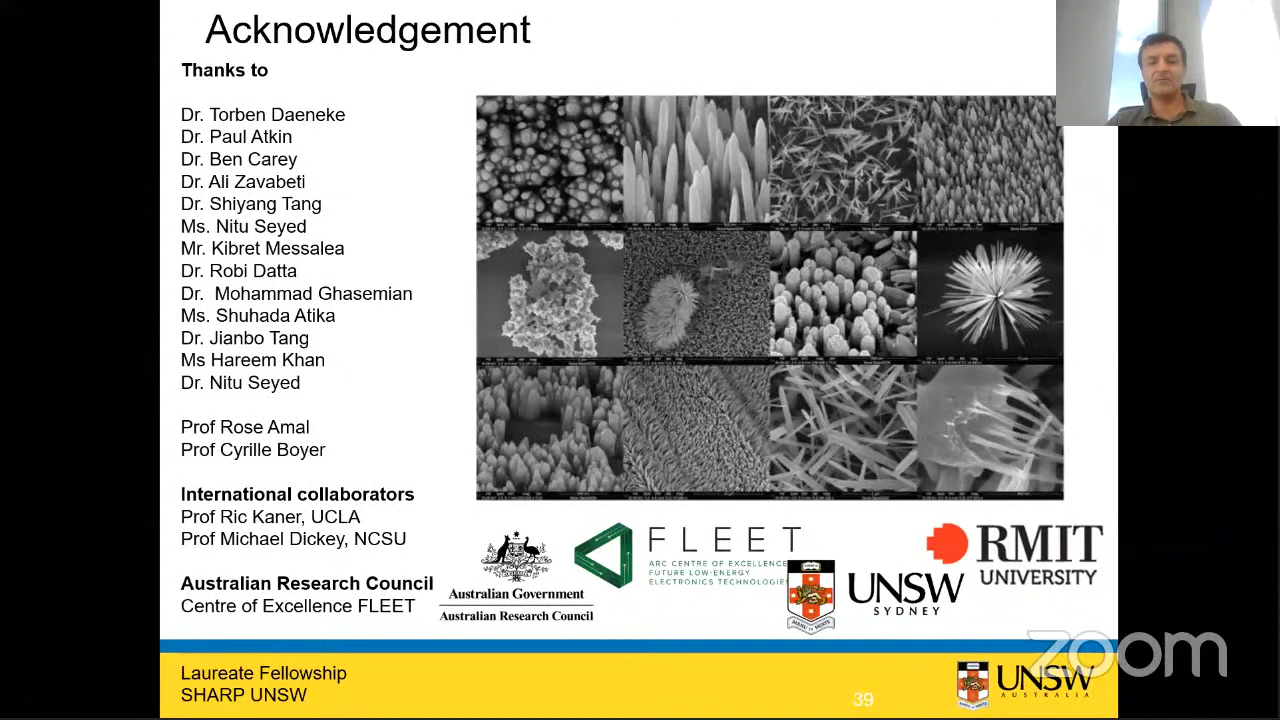 Acknowledgement
Thanks to
Dr. Torben Daeneke
Dr. Paul Atkin
Dr. Ben Carey
Dr. Ali Zavabeti
Dr. Shiyang Tang
Ms. Nitu Seyed
Mr. Kibret Messalea
Dr. Robi Datta
Dr.  Mohammad Ghasemian
Ms. Shuhada Atika
Dr. Jianbo Tang
Ms Hareem Khan
Dr. Nitu Seyed
Prof Rose Amal
Prof Cyrille Boyer
International collaborators
Prof Ric Kaner, UCLA
Prof Michael Dickey, NCSU
Australian Research Council
Centre of Excellence FLEET
Australian Government
Australian Research Council
FLEET
ARC CENTRE OF EXCELLENCE
FUTURE LOW-ENERGY
ELECTRONICS TECHNOLOGIES
UNSW
SYDNEY
RMIT
UNIVERSITY
Laureate Fellowship
SHARP UNSW
39
UNSW
AUSTRALIA
zoom